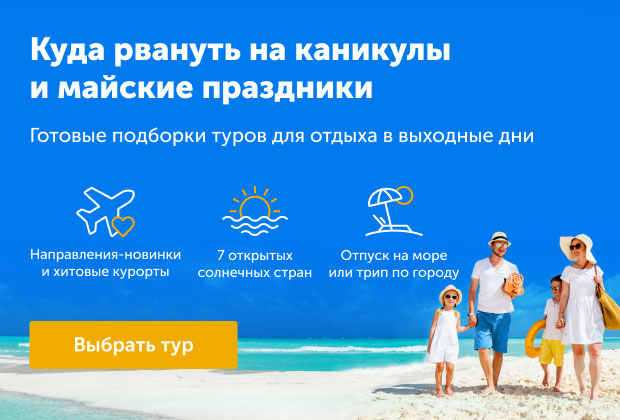 Куда рвануть на каникулы
и майские праздники
Готовые подборки туров для отдыха в выходные дни
Направления-новинки
и хитовые курорты
7 открытых
солнечных стран
Отпуск на море
или трип по городу
Выбрать тур